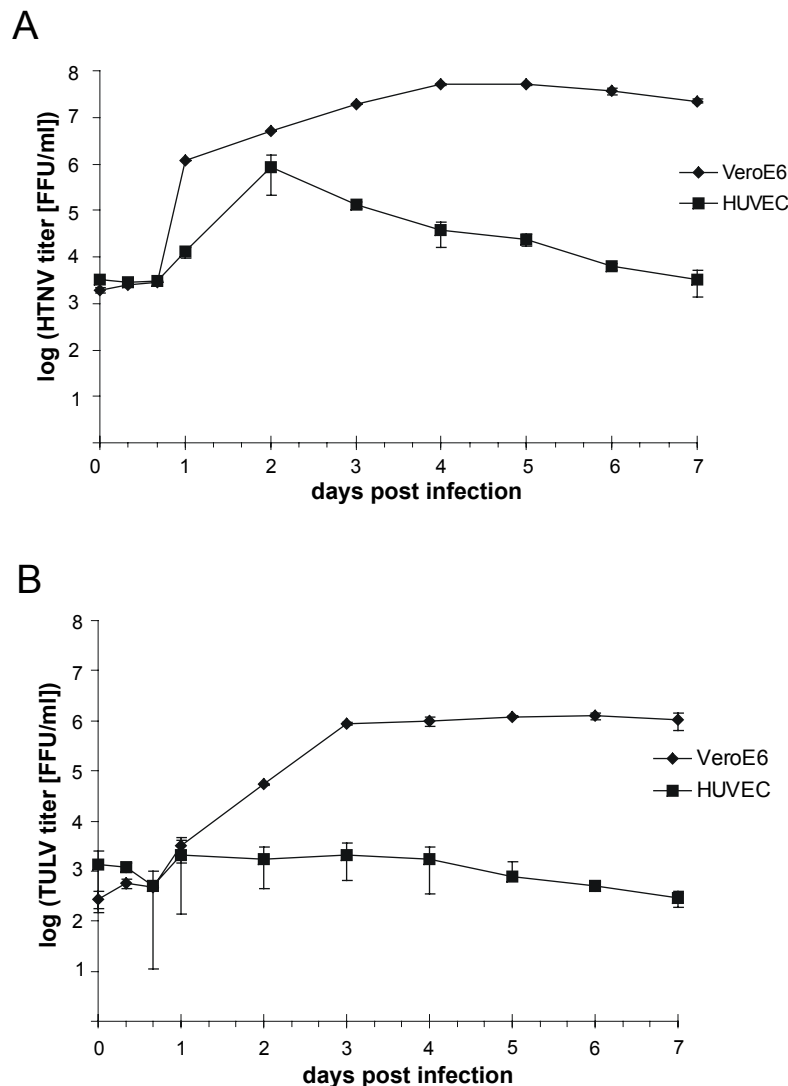 A
log (HTNV titer [FFU/ml])
8
7
6
5
4
3
2
1
0 1 2 3 4 5 6 7
days post infection
VeroE6
HUVEC
B
log (TULV titer [FFU/ml])
8
7
6
5
4
3
2
1
0 1 2 3 4 5 6 7
days post infection
VeroE6
HUVEC